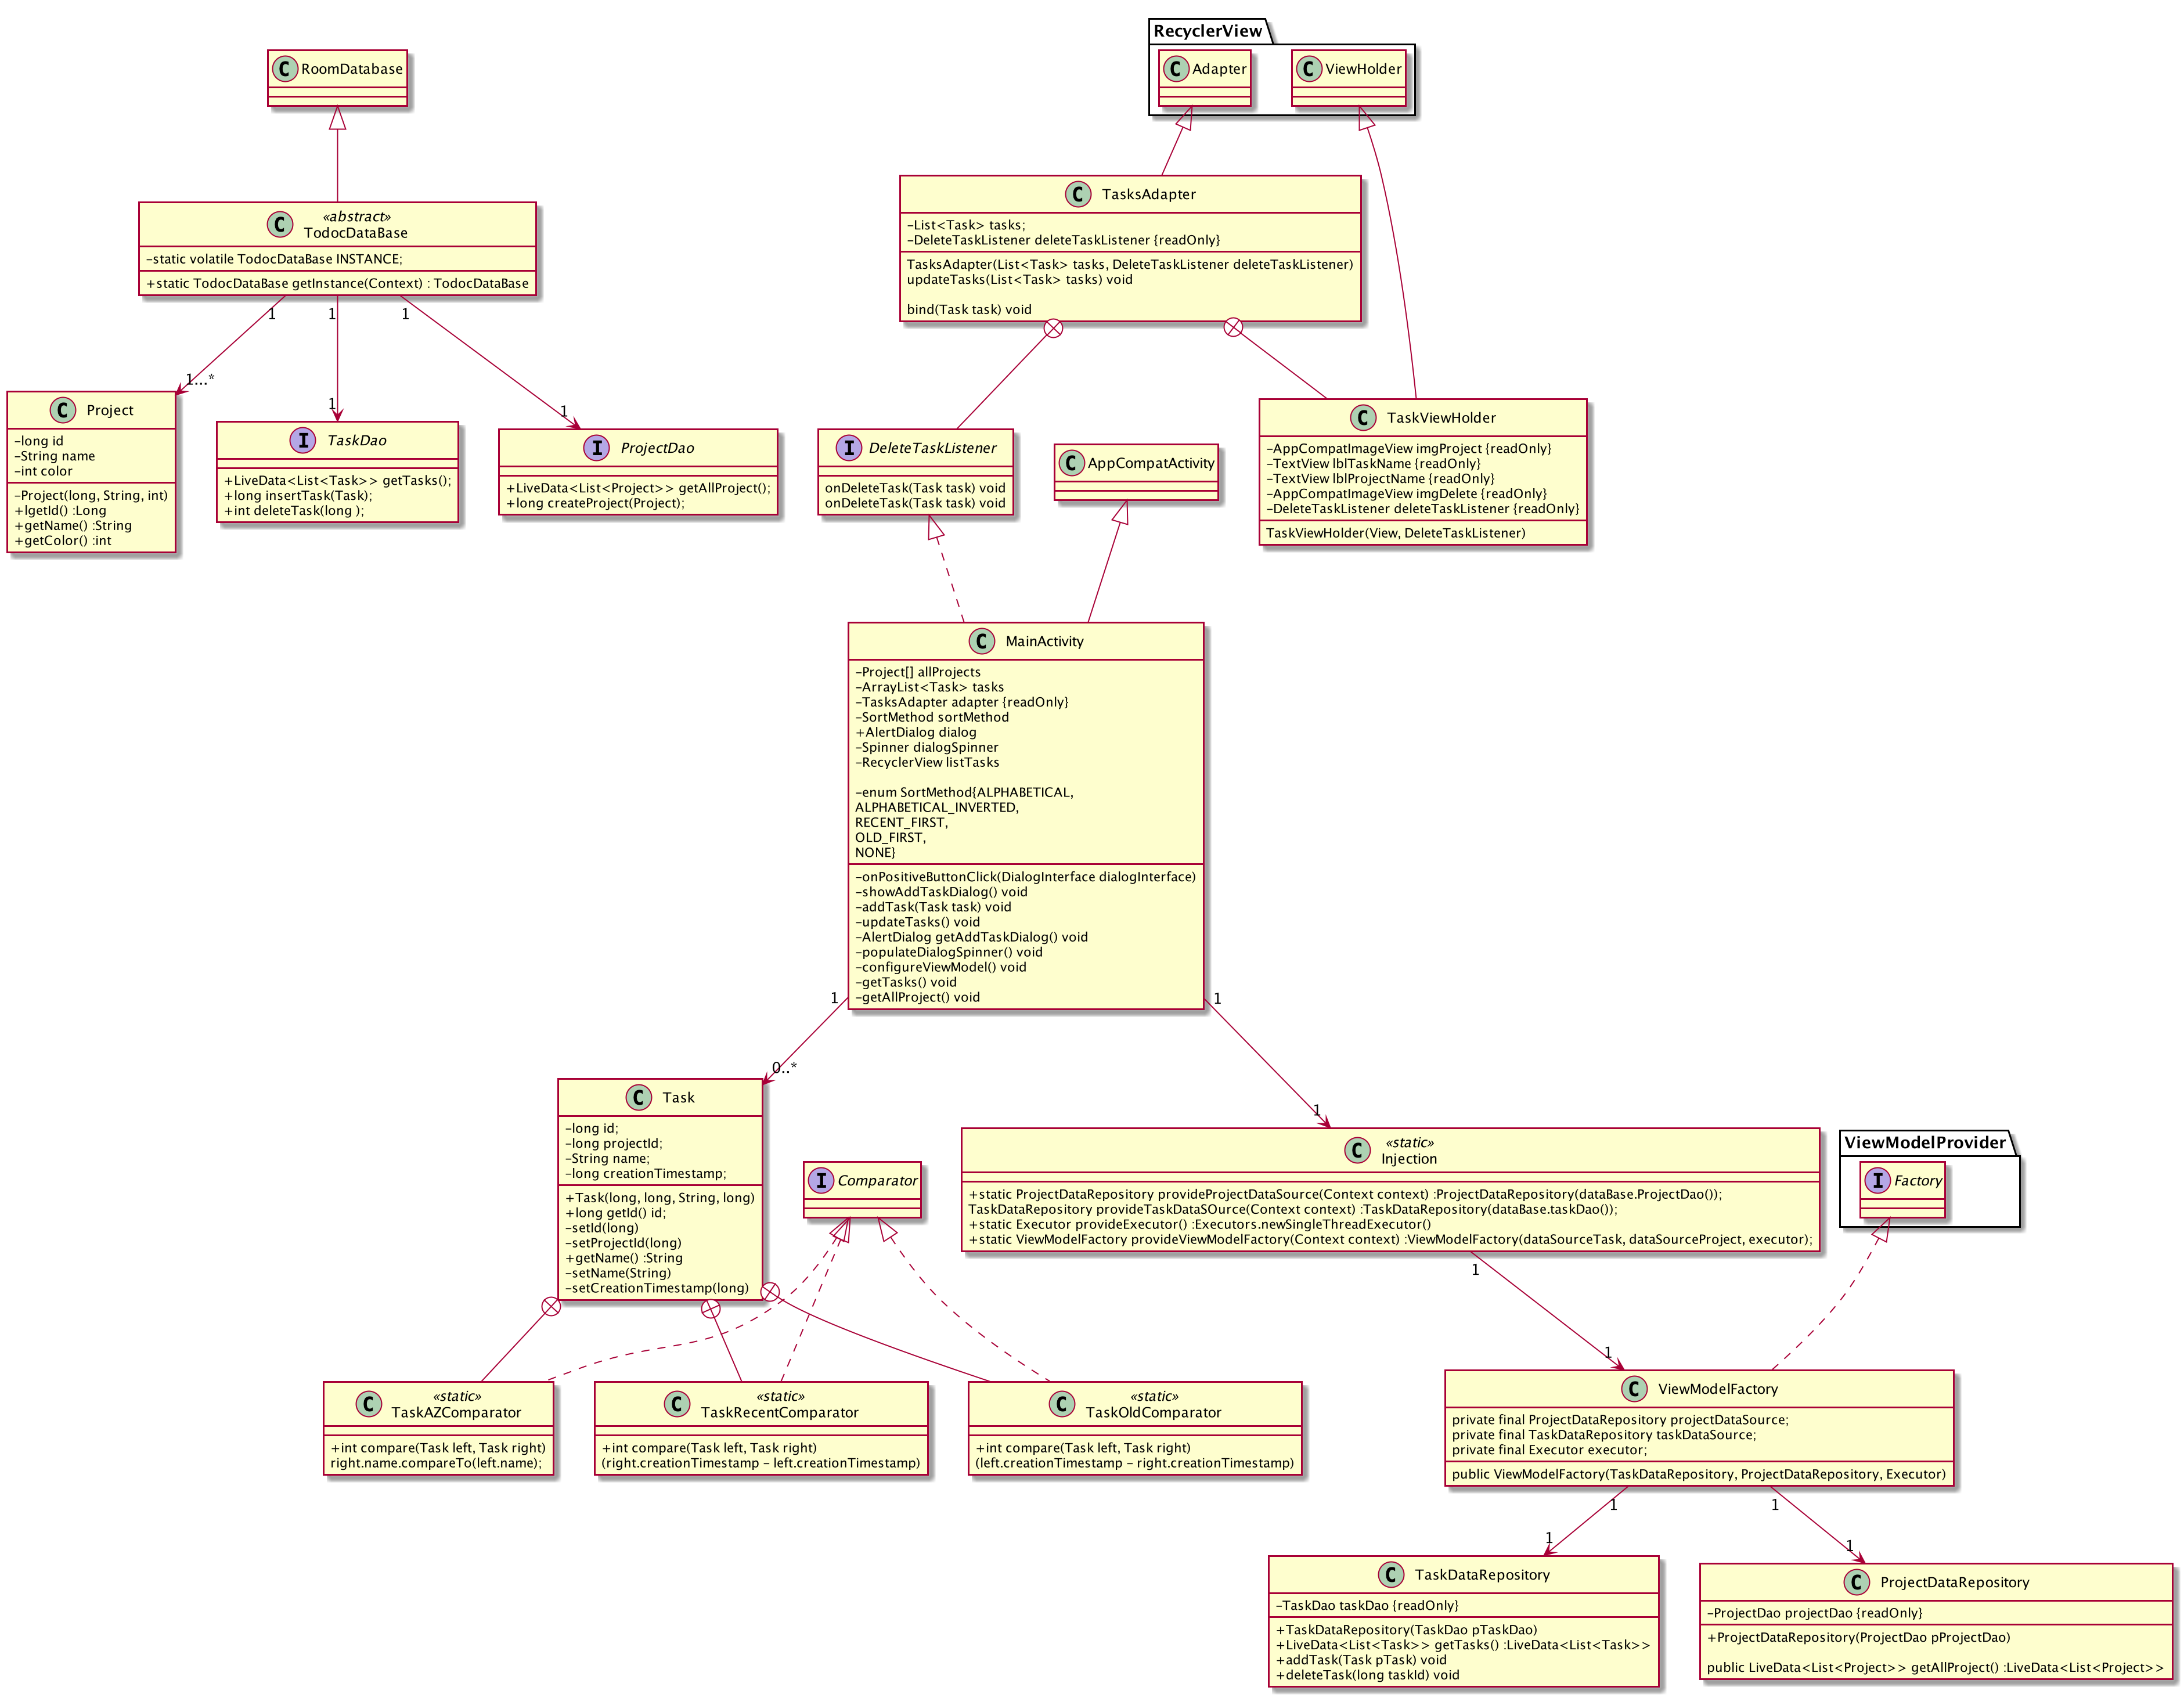 RecyclerView
C RoomDatabase
C Adapter
C ViewHolder
C «abstract»
TodocDataBase
-static volatile TodocDataBase INSTANCE;
+static TodocDataBase getInstance(Context) : TodocDataBase
C TasksAdapter
-List<Task> tasks;
-DeleteTaskListener deleteTaskListener {readOnly}
TasksAdapter(List<Task> tasks, DeleteTaskListener deleteTaskListener)
updateTasks(List<Task> tasks) void
bind(Task task) void
1
1
1
1...*
1
1
C Project
-long id
-String name
-int color
-Project(long, String, int)
+lgetId() :Long
+getName() :String
+getColor() :int
I TaskDao
+LiveData<List<Task>> getTasks();
+long insertTask(Task);
+int deleteTask(long );
I ProjectDao
+LiveData<List<Project>> getAllProject();
+long createProject(Project);
I DeleteTaskListener
onDeleteTask(Task task) void
onDeleteTask(Task task) void
C AppCompatActivity
C TaskViewHolder
-AppCompatImageView imgProject {readOnly}
-TextView lblTaskName {readOnly}
-TextView lblProjectName {readOnly}
-AppCompatImageView imgDelete {readOnly}
-DeleteTaskListener deleteTaskListener {readOnly}
TaskViewHolder(View, DeleteTaskListener)
C MainActivity
-Project[] allProjects
-ArrayList<Task> tasks
-TasksAdapter adapter {readOnly}
-SortMethod sortMethod
+AlertDialog dialog
-Spinner dialogSpinner
-RecyclerView listTasks
-enum SortMethod{ALPHABETICAL,
ALPHABETICAL_INVERTED,
RECENT_FIRST,
OLD_FIRST,
NONE}
-onPositiveButtonClick(DialogInterface dialogInterface)
-showAddTaskDialog() void
-addTask(Task task) void
-updateTasks() void
-AlertDialog getAddTaskDialog() void
-populateDialogSpinner() void
-configureViewModel() void
-getTasks() void
-getAllProject() void
1
1
0..*
1
C Task
-long id;
-long projectId;
-String name;
-long creationTimestamp;
+Task(long, long, String, long)
+long getId() id;
-setId(long)
-setProjectId(long)
+getName() :String
-setName(String)
-setCreationTimestamp(long)
I Comparator
C «static»
Injection
+static ProjectDataRepository provideProjectDataSource(Context context) :ProjectDataRepository(dataBase.ProjectDao());
TaskDataRepository provideTaskDataSOurce(Context context) :TaskDataRepository(dataBase.taskDao());
+static Executor provideExecutor() :Executors.newSingleThreadExecutor()
+static ViewModelFactory provideViewModelFactory(Context context) :ViewModelFactory(dataSourceTask, dataSourceProject, executor);
ViewModelProvider
I Factory
1
1
C «static»
TaskAZComparator
+int compare(Task left, Task right)
right.name.compareTo(left.name);
C «static»
TaskRecentComparator
+int compare(Task left, Task right)
(right.creationTimestamp - left.creationTimestamp)
C «static»
TaskOldComparator
+int compare(Task left, Task right)
(left.creationTimestamp - right.creationTimestamp)
C ViewModelFactory
private final ProjectDataRepository projectDataSource;
private final TaskDataRepository taskDataSource;
private final Executor executor;
public ViewModelFactory(TaskDataRepository, ProjectDataRepository, Executor)
1
1
1
1
C TaskDataRepository
-TaskDao taskDao {readOnly}
+TaskDataRepository(TaskDao pTaskDao)
+LiveData<List<Task>> getTasks() :LiveData<List<Task>>
+addTask(Task pTask) void
+deleteTask(long taskId) void
C ProjectDataRepository
-ProjectDao projectDao {readOnly}
+ProjectDataRepository(ProjectDao pProjectDao)
public LiveData<List<Project>> getAllProject() :LiveData<List<Project>>